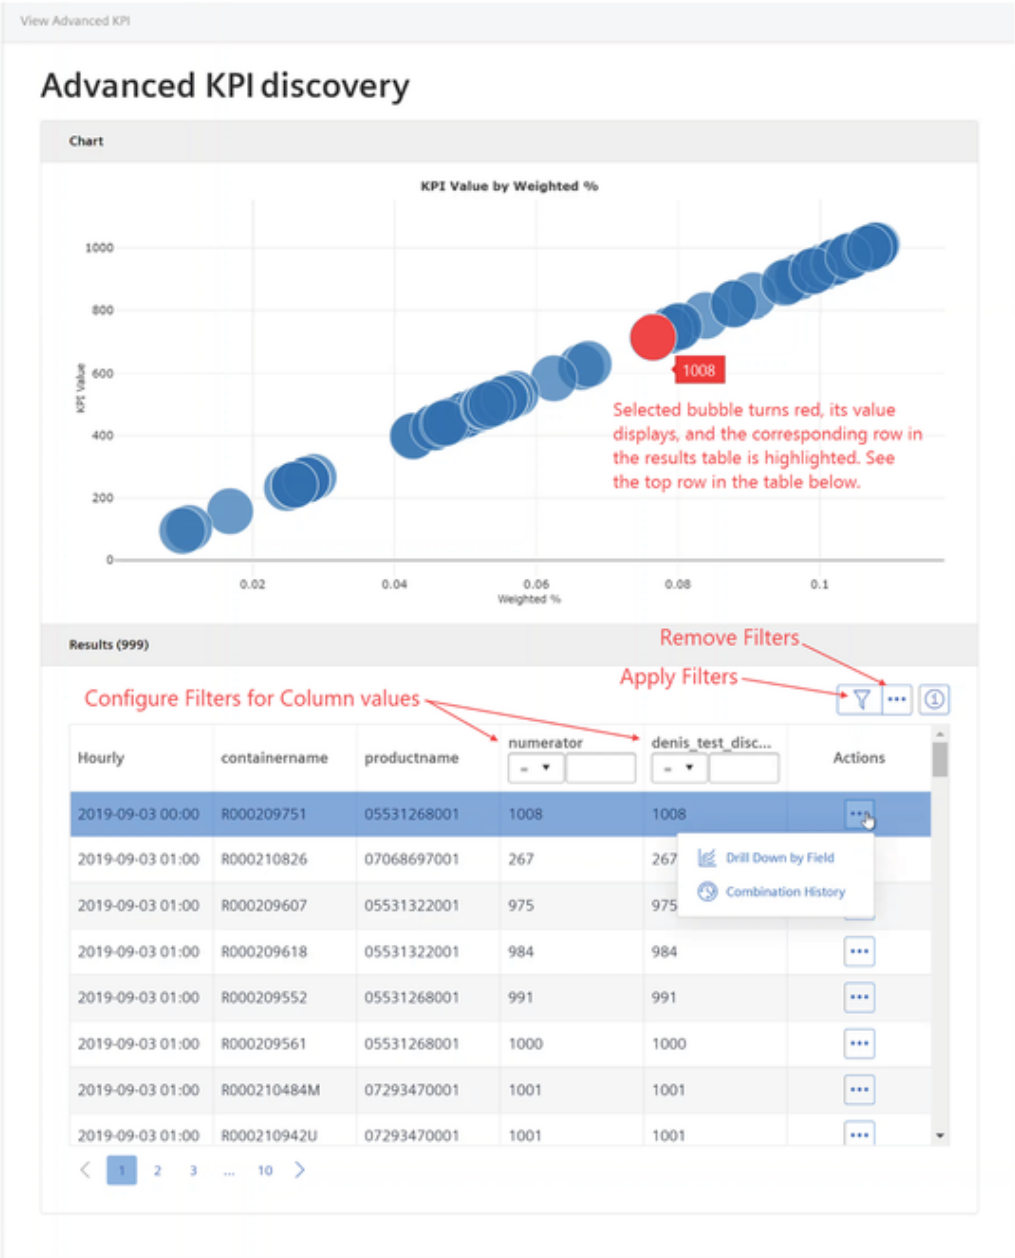 View Advanced KPI
Advanced KPI discovery
Chart
KPI Value by Weighted %
1000
800
600
400
200
0
KPI Value
0.02
0.04
0.06
0.08
0.1
Weighted %
1008
Selected bubble turns red, its value
displays, and the corresponding row in
the results table is highlighted. See
the top row in the table below.
Results (999)
Remove Filters
Apply Filters
Configure Filters for Column values
Hourly containername productname numerator denis_test_disc... Actions
= =
2019-09-03 00:00 R000209751 05531268001 1008 1008
2019-09-03 01:00 R000210826 07068697001 267 267
Drill Down by Field
Combination History
2019-09-03 01:00 R000209607 05531322001 975 975
2019-09-03 01:00 R000209618 05531322001 984 984
2019-09-03 01:00 R000209552 05531268001 991 991
2019-09-03 01:00 R000209561 05531268001 1000 1000
2019-09-03 01:00 R000210484M 07293470001 1001 1001
2019-09-03 01:00 R000210942U 07293470001 1001 1001
1 2 3 ... 10